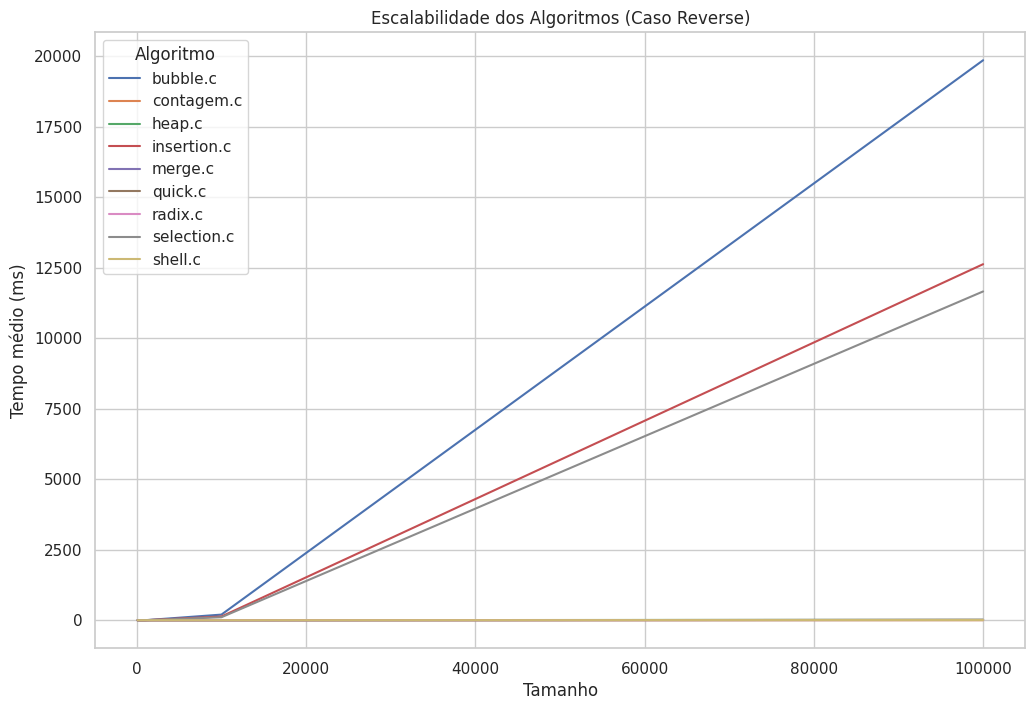 Escalabilidade dos Algoritmos (Caso Reverse)
Tempo médio (ms)
20000
17500
15000
12500
10000
7500
5000
2500
0
Algoritmo
bubble.c
contagem.c
heap.c
insertion.c
merge.c
quick.c
radix.c
selection.c
shell.c
0 20000 40000 60000 80000 100000
Tamanho